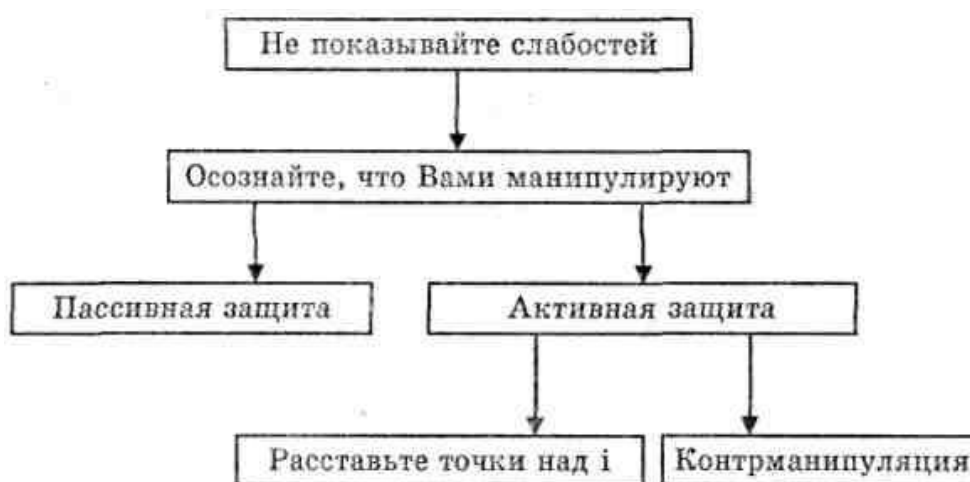 Не показывайте слабостей
Осознайте, что Вами манипулируют
Пассивная защита
Активная защита
Расставьте точки над i
Контрманипуляция